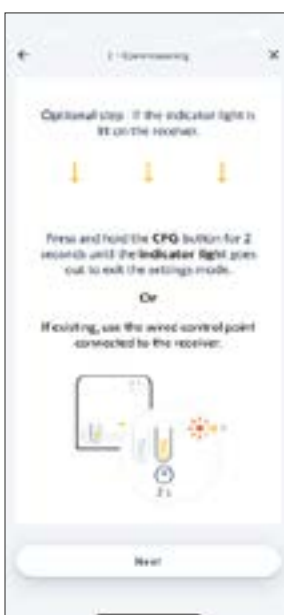 Optional step. If the indicator light is
lit on the receiver.
Press and hold the CFG button for 2
seconds until the indicator light goes
out to exit the settings mode.
Or
If existing, use the wired control point
connected to the receiver.
2 s
Next